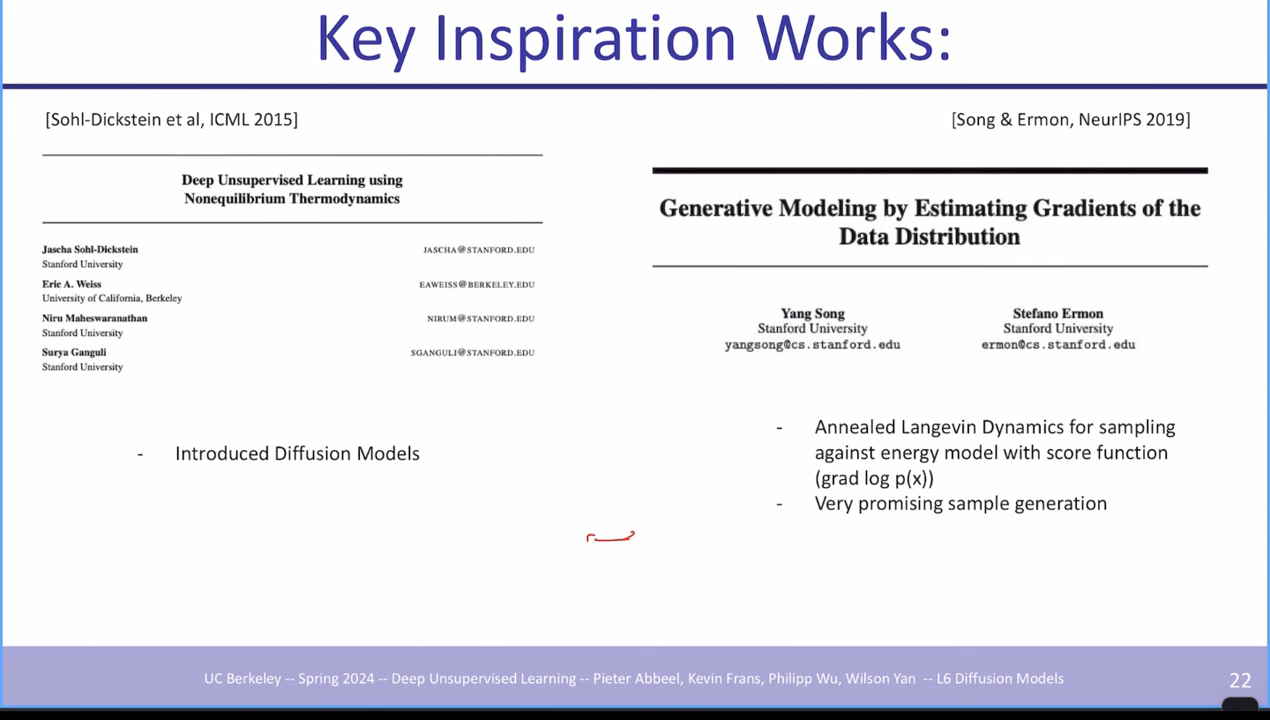 Key Inspiration Works:
[Sohl-Dickstein et al, ICML 2015]
Deep Unsupervised Learning using
Nonequilibrium Thermodynamics
Jascha Sohl-Dickstein JASCHA@STANFORD.EDU
Stanford University
Eric A. Weiss EAWEISS@BERKELEY.EDU
University of California, Berkeley
Niru Maheswaranathan NIRUM@STANFORD.EDU
Stanford University
Surya Ganguli SGANGULI@STANFORD.EDU
Stanford University
- Introduced Diffusion Models
[Song & Ermon, NeurIPS 2019]
Generative Modeling by Estimating Gradients of the
Data Distribution
Yang Song Stefano Ermon
Stanford University Stanford University
yangsong@cs.stanford.edu ermon@cs.stanford.edu
- Annealed Langevin Dynamics for sampling
against energy model with score function
(grad log p(x))
- Very promising sample generation
UC Berkeley -- Spring 2024 -- Deep Unsupervised Learning -- Pieter Abbeel, Kevin Frans, Philipp Wu, Wilson Yan -- L6 Diffusion Models
22